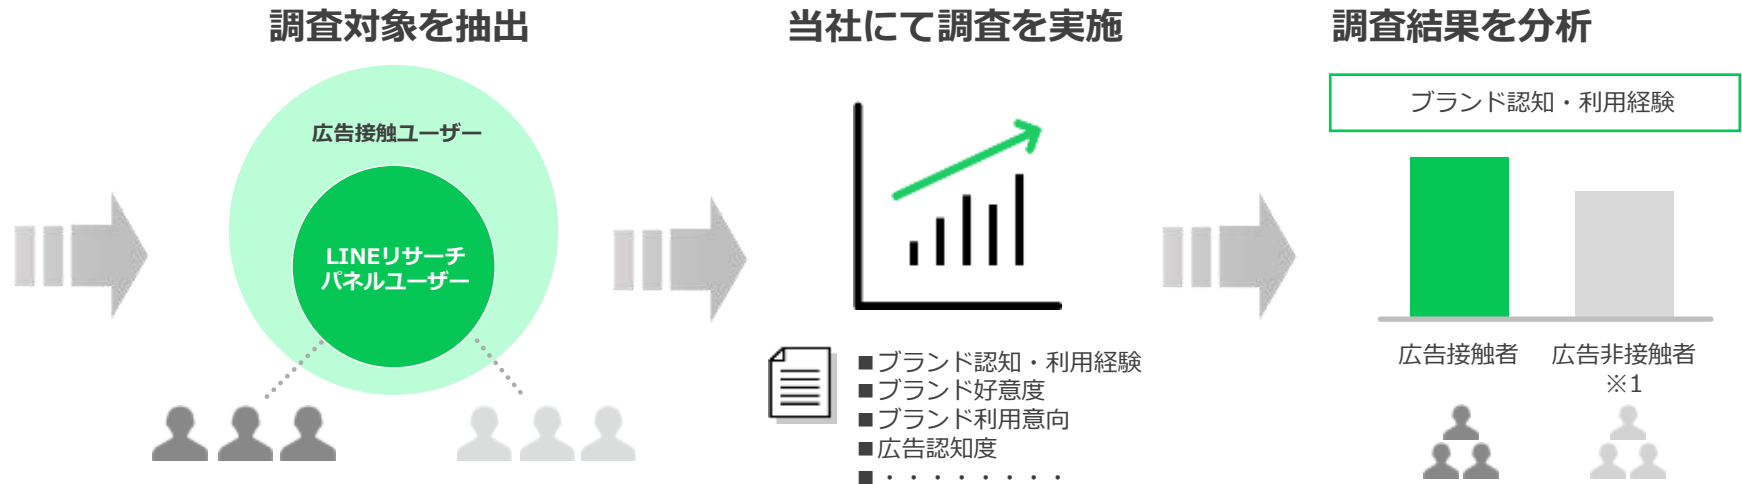 調査対象を抽出
広告接触ユーザー
LINEリサーチ
パネルユーザー
当社にて調査を実施
■ブランド認知・利用経験
■ブランド好意度
■ブランド利用意向
■広告認知度
■・・・・・・・・
調査結果を分析
ブランド認知・利用経験
広告接触者
広告非接触者
※1